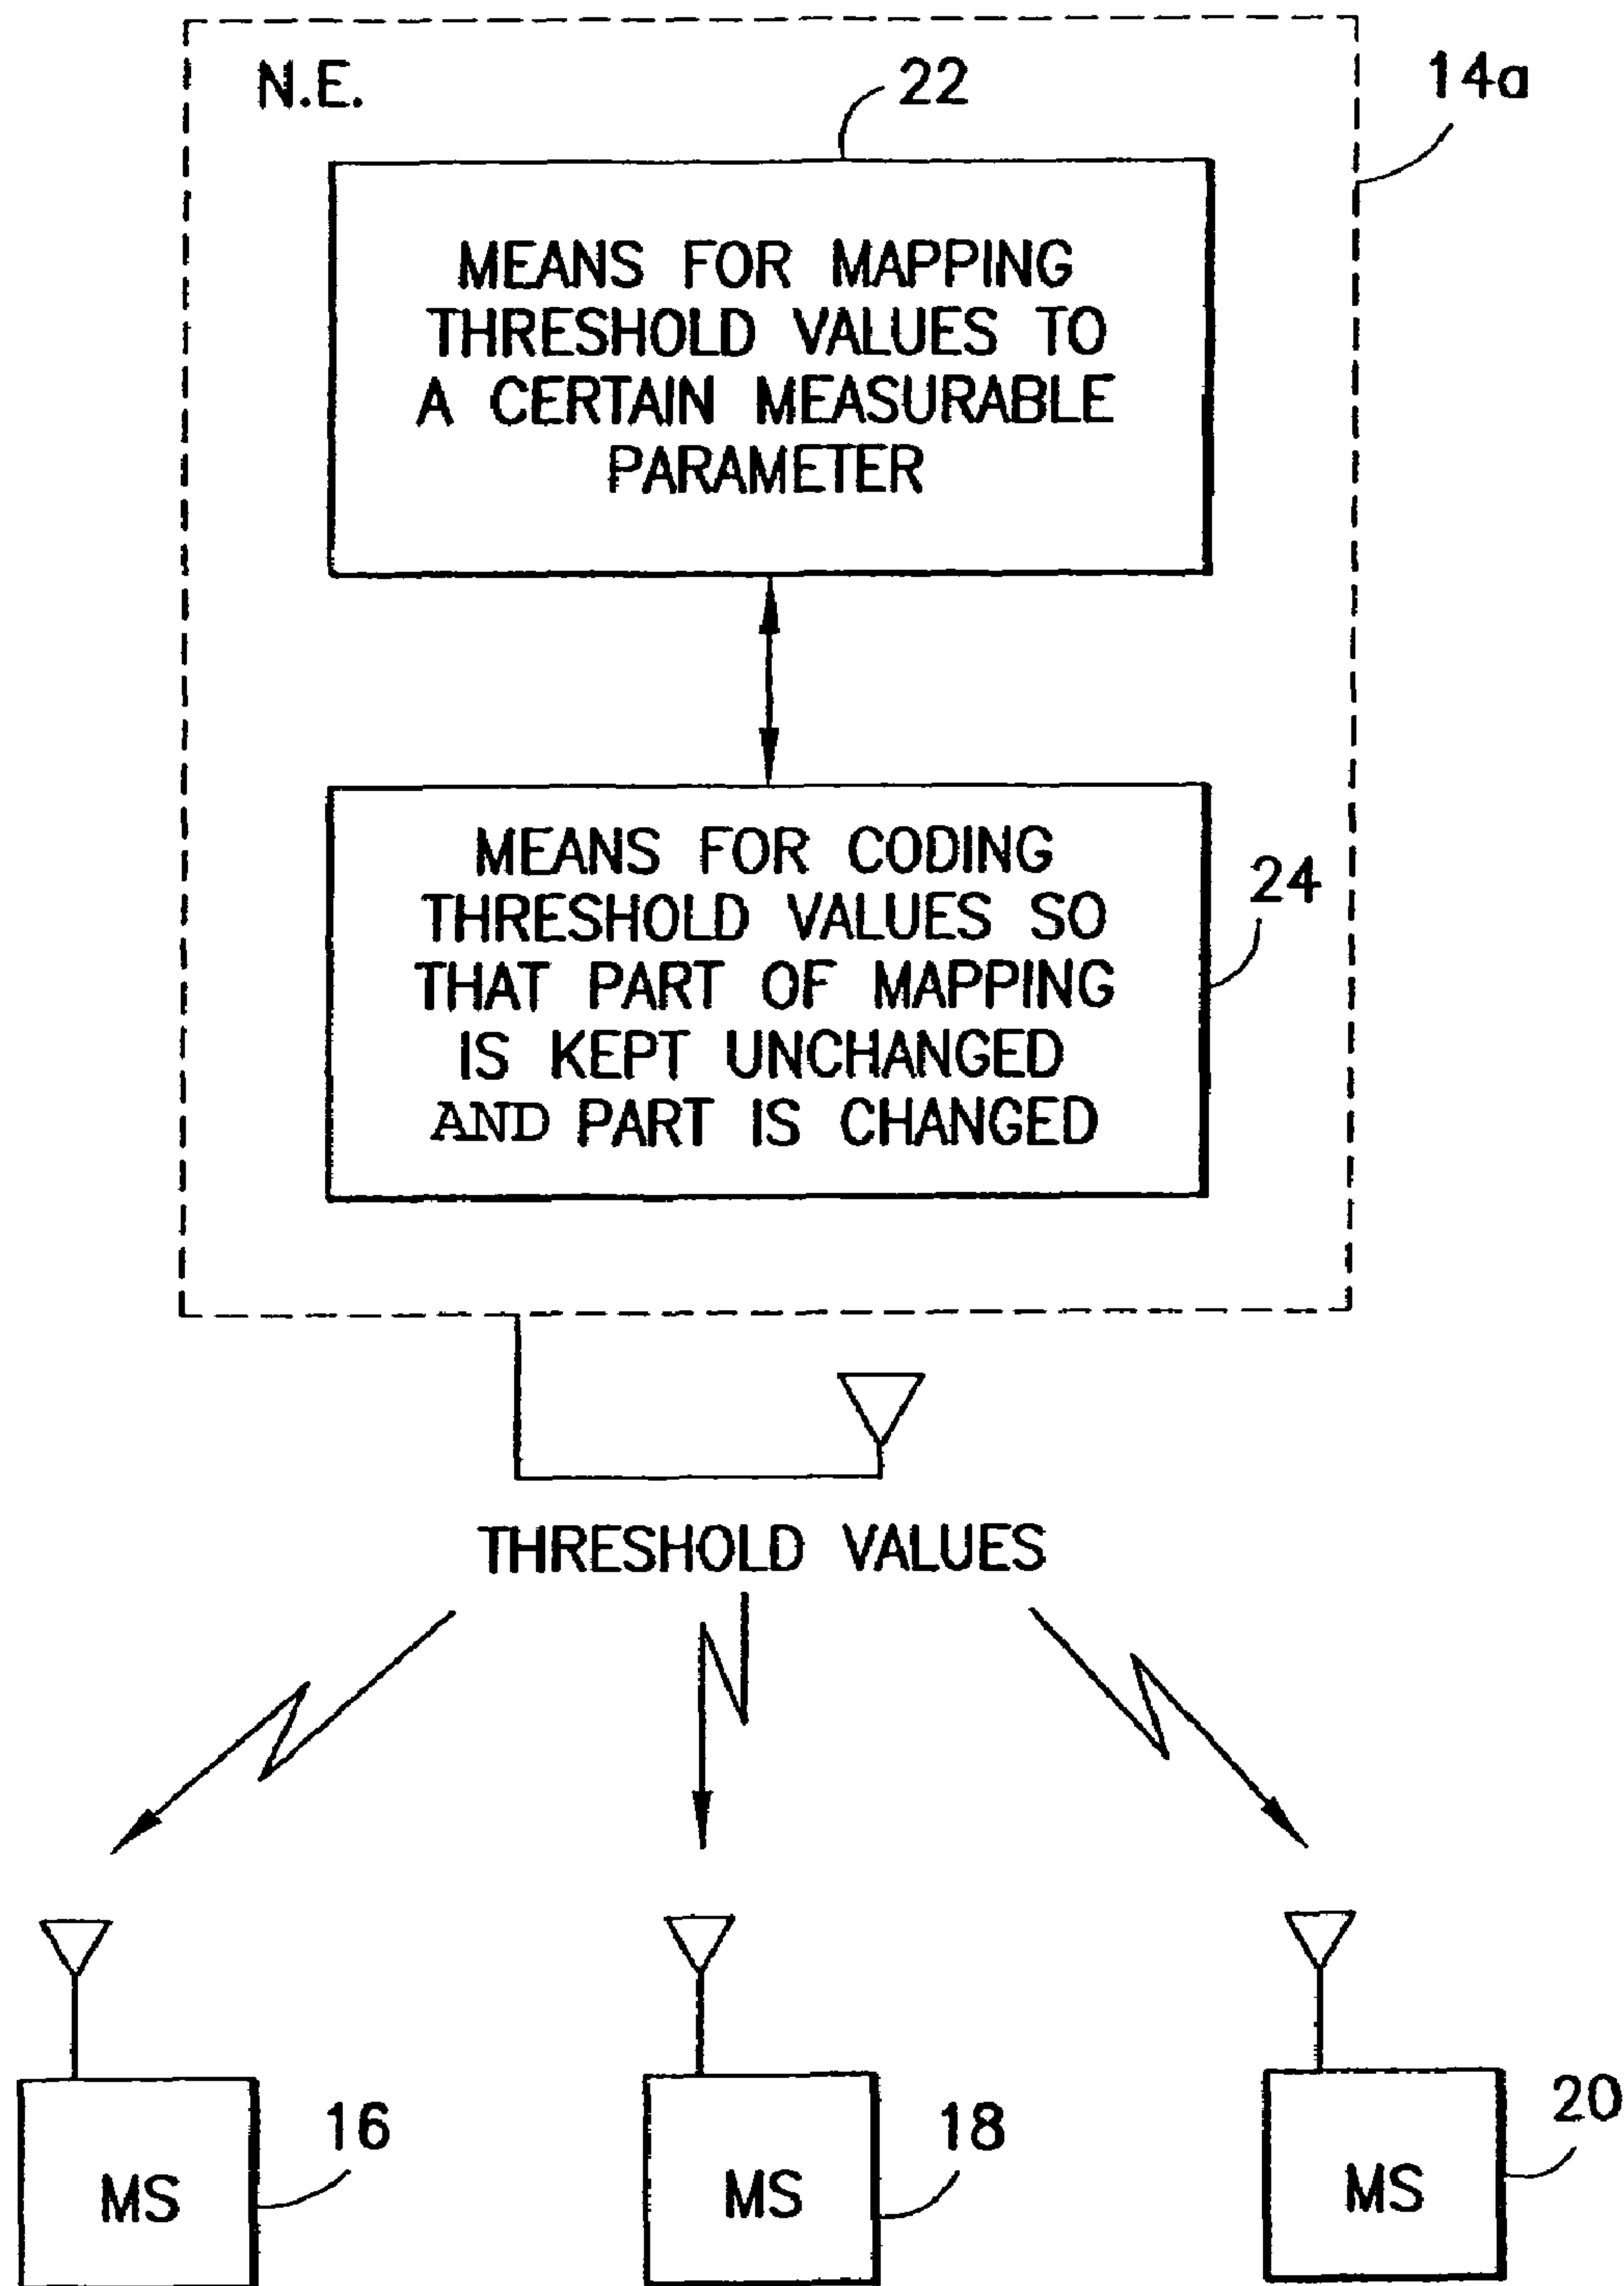 N.E.
22
14a
MEANS FOR MAPPING
THRESHOLD VALUES TO
A CERTAIN MEASURABLE
PARAMETER
MEANS FOR CODING
THRESHOLD VALUES SO
THAT PART OF MAPPING
IS KEPT UNCHANGED
AND PART IS CHANGED
24
THRESHOLD VALUES
MS
16
MS
18
MS
20